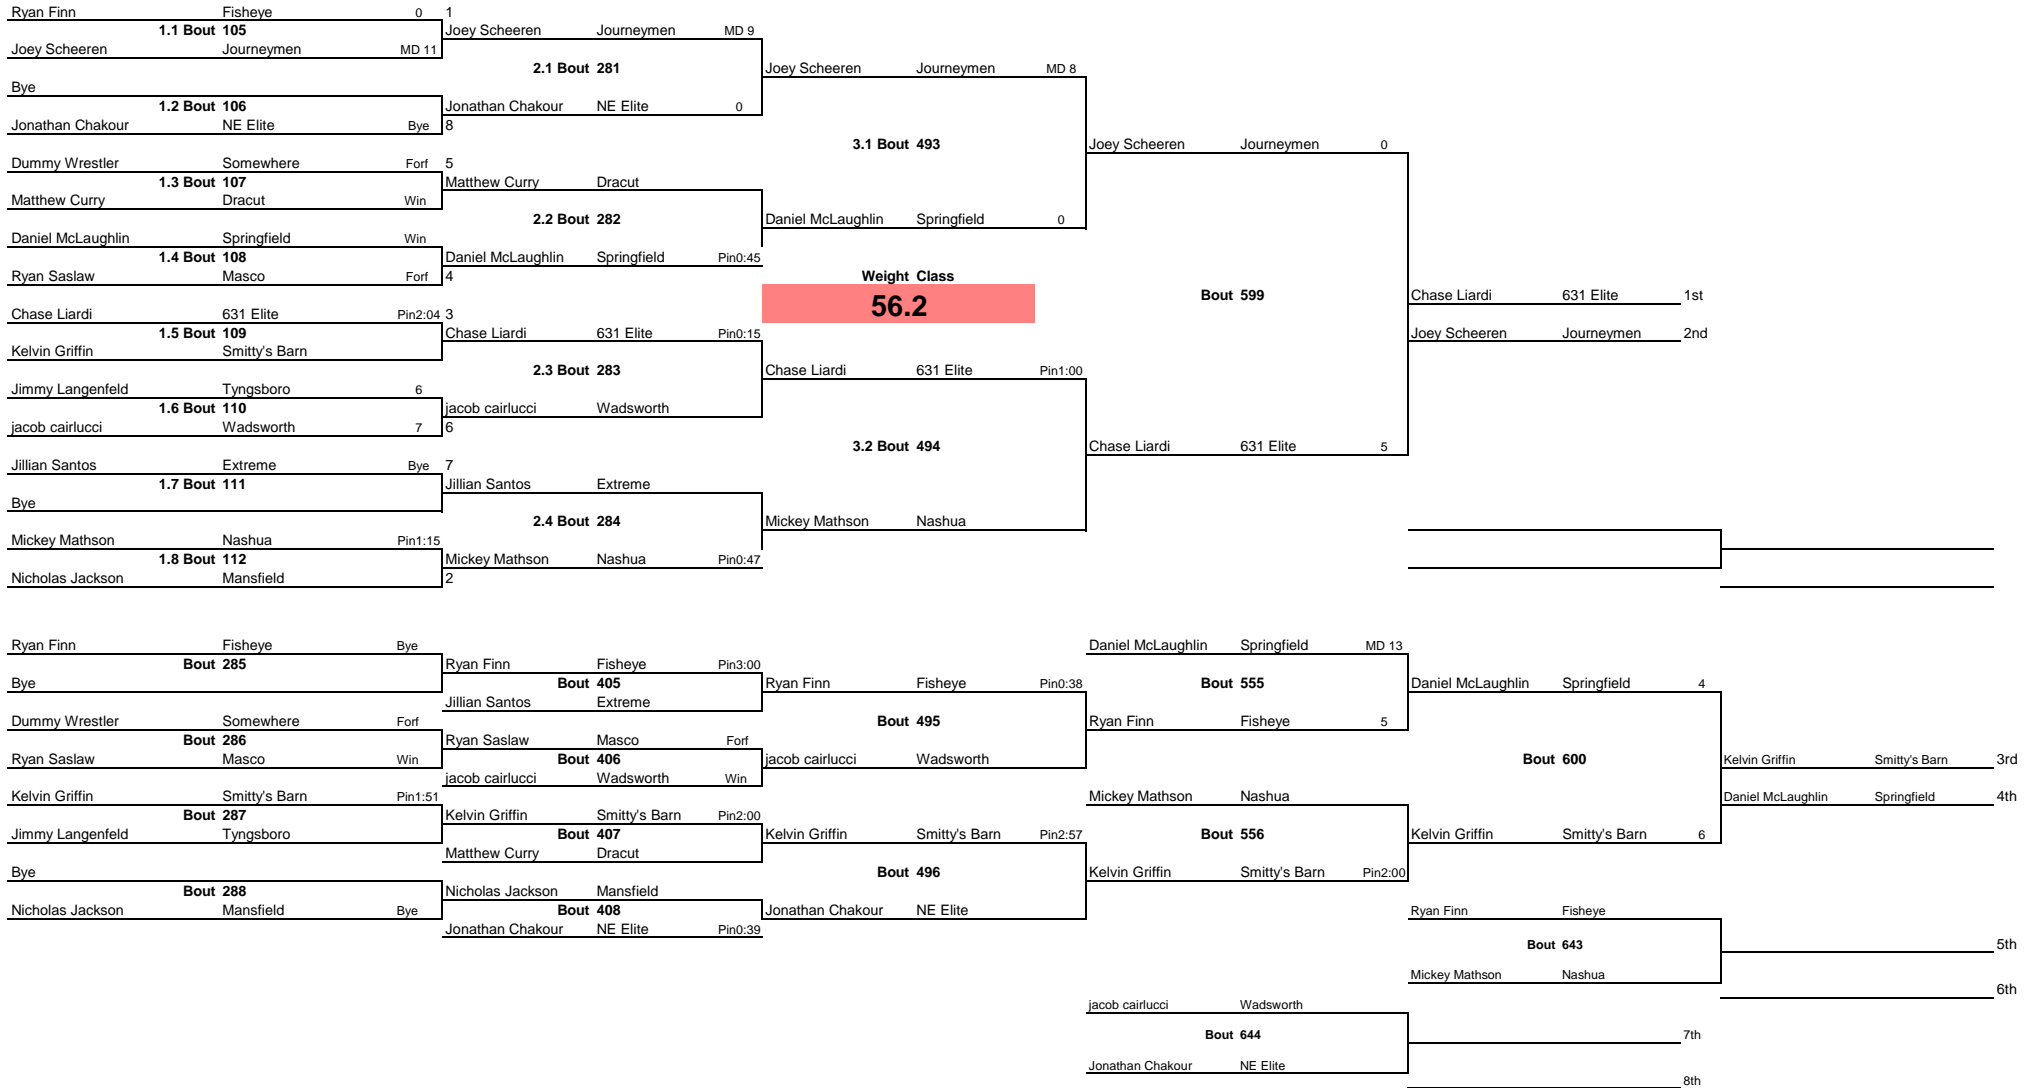 Ryan Finn Fisheye 0 1
1.1 Bout 105 Joey Scheeren Journeymen MD 9
Joey Scheeren Journeymen MD 11
2.1 Bout 281 Joey Scheeren Journeymen MD 8
Bye
1.2 Bout 106 Jonathan Chakour NE Elite 0
Jonathan Chakour NE Elite Bye 8
3.1 Bout 493 Joey Scheeren Journeymen 0
Dummy Wrestler Somewhere Forf 5
1.3 Bout 107 Matthew Curry Dracut
Matthew Curry Dracut Win
2.2 Bout 282 Daniel McLaughlin Springfield 0
Daniel McLaughlin Springfield Win
1.4 Bout 108 Daniel McLaughlin Springfield Pin0:45
Ryan Saslaw Masco Forf 4 Weight Class
56.2 Bout 599 Chase Liardi 631 Elite 1st
Chase Liardi 631 Elite Pin2:04 3
1.5 Bout 109 Chase Liardi 631 Elite Pin0:15 Joey Scheeren Journeymen 2nd
Kelvin Griffin Smitty's Barn
2.3 Bout 283 Chase Liardi 631 Elite Pin1:00
Jimmy Langenfeld Tyngsboro 6
1.6 Bout 110 jacob cairlucci Wadsworth
jacob cairlucci Wadsworth 7 6
3.2 Bout 494 Chase Liardi 631 Elite 5
Jillian Santos Extreme Bye 7
1.7 Bout 111 Jillian Santos Extreme
Bye
2.4 Bout 284 Mickey Mathson Nashua
Mickey Mathson Nashua Pin1:15
1.8 Bout 112 Mickey Mathson Nashua Pin0:47
Nicholas Jackson Mansfield 2
Ryan Finn Fisheye Bye Daniel McLaughlin Springfield MD 13
Bout 285 Ryan Finn Fisheye Pin3:00
Bye Bout 405 Ryan Finn Fisheye Pin0:38 Bout 555 Daniel McLaughlin Springfield 4
Jillian Santos Extreme
Dummy Wrestler Somewhere Forf Bout 495 Ryan Finn Fisheye 5
Bout 286 Ryan Saslaw Masco Forf
Ryan Saslaw Masco Win Bout 406 jacob cairlucci Wadsworth Bout 600 Kelvin Griffin Smitty's Barn 3rd
jacob cairlucci Wadsworth Win
Kelvin Griffin Smitty's Barn Pin1:51 Mickey Mathson Nashua Daniel McLaughlin Springfield 4th
Bout 287 Kelvin Griffin Smitty's Barn Pin2:00
Jimmy Langenfeld Tyngsboro Bout 407 Kelvin Griffin Smitty's Barn Pin2:57 Bout 556 Kelvin Griffin Smitty's Barn 6
Matthew Curry Dracut
Bye Bout 496 Kelvin Griffin Smitty's Barn Pin2:00
Bout 288 Nicholas Jackson Mansfield
Nicholas Jackson Mansfield Bye Bout 408 Jonathan Chakour NE Elite Ryan Finn Fisheye
Jonathan Chakour NE Elite Pin0:39
Bout 643 5th
Mickey Mathson Nashua
6th
jacob cairlucci Wadsworth
Bout 644 7th
Jonathan Chakour NE Elite
8th